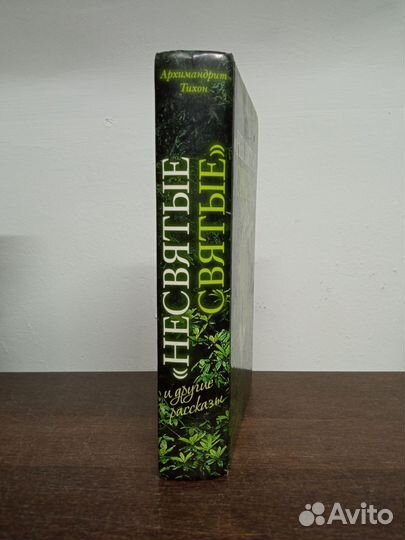 Архимандрит
Тихон
«НЕСВЯТЫЕ
СВЯТЫЕ»
и другие
рассказы
Avito